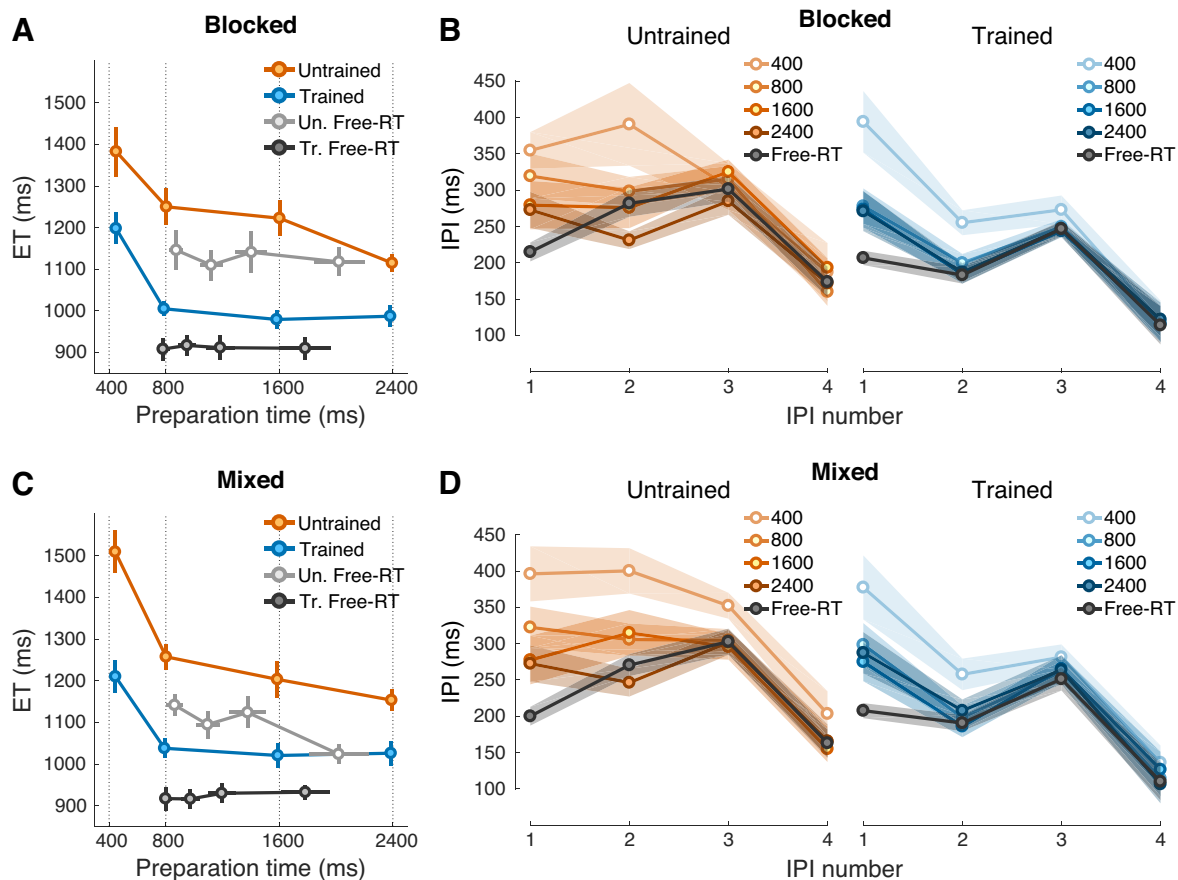 A
Blocked
ET (ms)
1500
1400
1300
1200
1100
1000
900
400
800
1600
2400
Preparation time (ms)
Untrained
Trained
Un. Free-RT
Tr. Free-RT
B
Blocked
Untrained
Trained
IPI (ms)
450
400
350
300
250
200
150
100
400
800
1600
2400
Free-RT
400
800
1600
2400
Free-RT
1 2 3 4
1 2 3 4
IPI number
C
Mixed
ET (ms)
1500
1400
1300
1200
1100
1000
900
400
800
1600
2400
Preparation time (ms)
Untrained
Trained
Un. Free-RT
Tr. Free-RT
D
Mixed
Untrained
Trained
IPI (ms)
450
400
350
300
250
200
150
100
400
800
1600
2400
Free-RT
400
800
1600
2400
Free-RT
1 2 3 4
1 2 3 4
IPI number